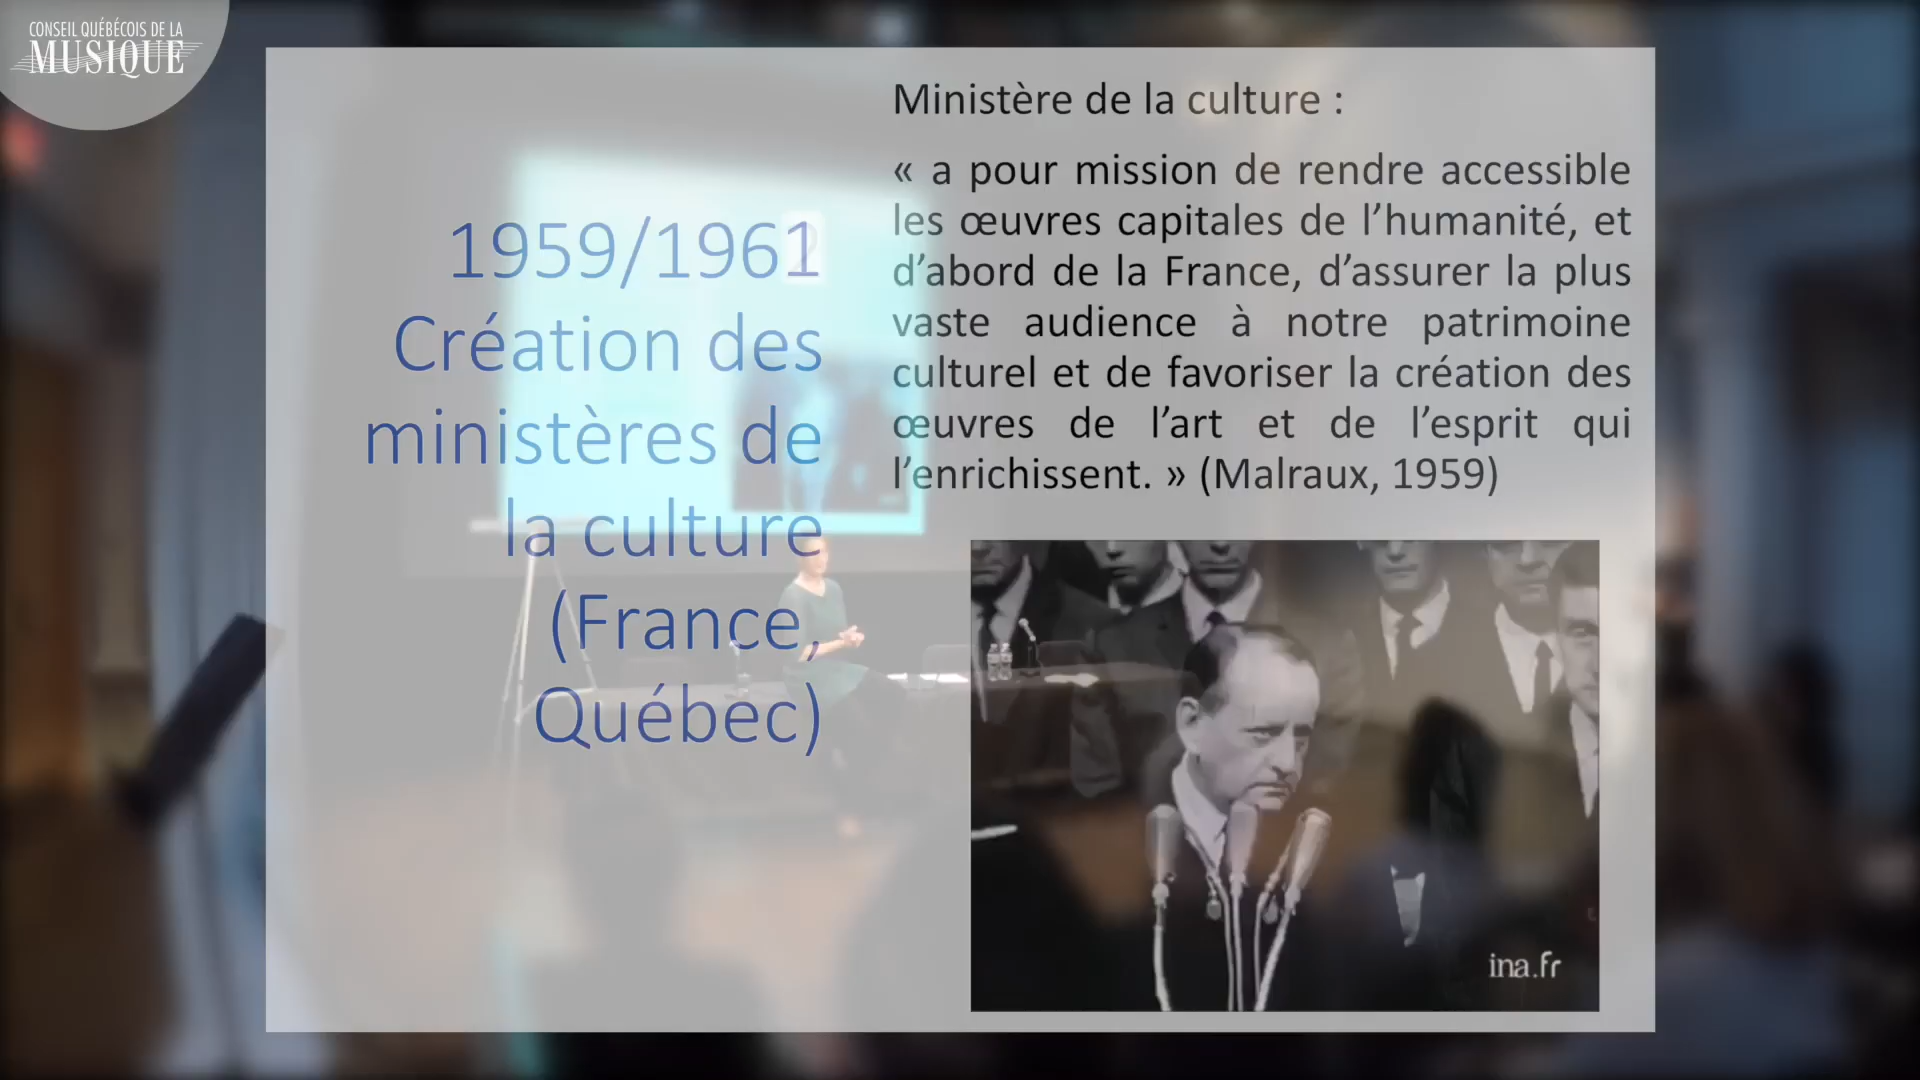 CONSEIL QUÉBÉCOIS DE LA
MUSIQUE
1959/1961
Création des
ministères de
la culture
(France,
Québec)
Ministère de la culture :
« a pour mission de rendre accessible
les œuvres capitales de l’humanité, et
d’abord de la France, d’assurer la plus
vaste audience à notre patrimoine
culturel et de favoriser la création des
œuvres de l’art et de l’esprit qui
l’enrichissent. » (Malraux, 1959)
ina.fr